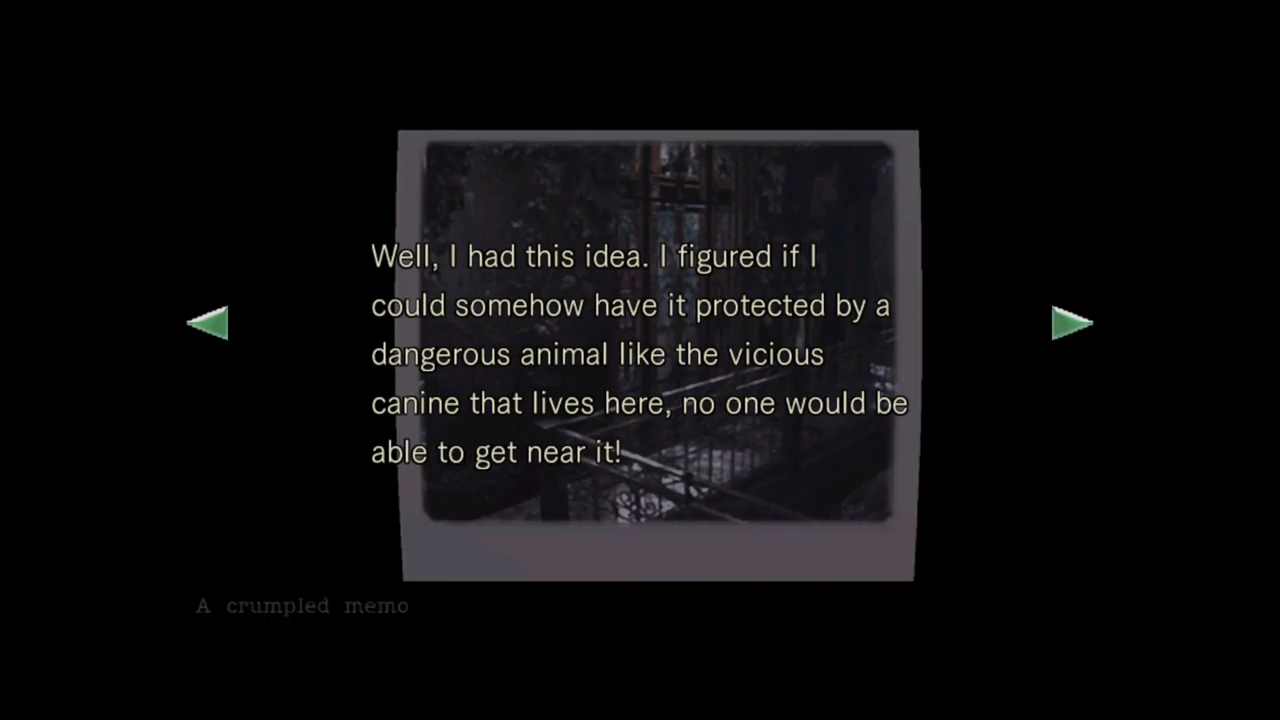 Well, I had this idea. I figured if I
could somehow have it protected by a
dangerous animal like the vicious
canine that lives here, no one would be
able to get near it!
A crumpled memo